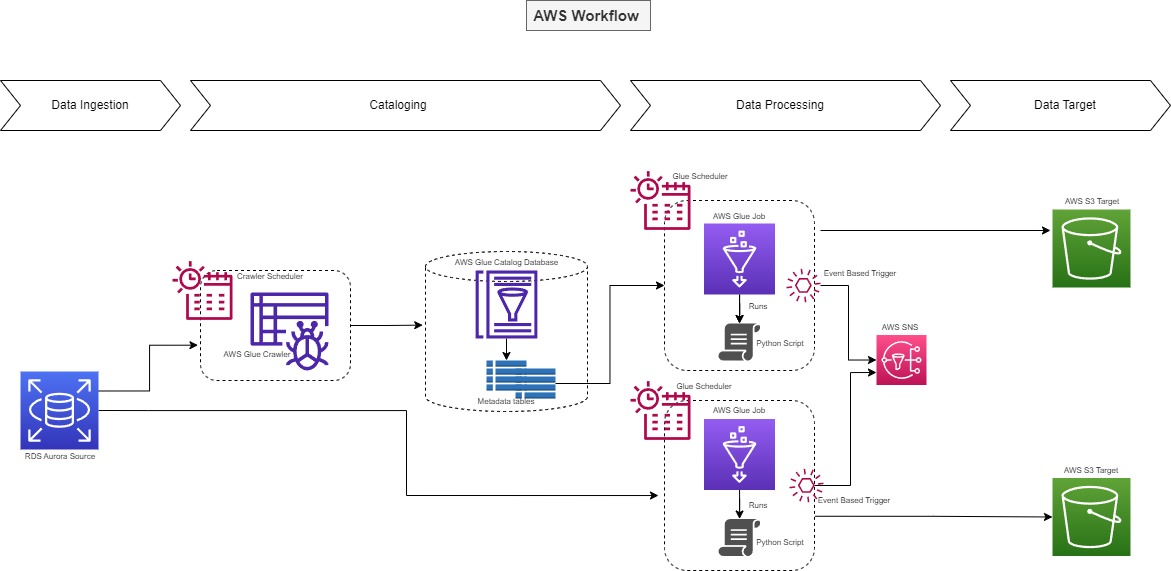 AWS Workflow
Data Ingestion
Cataloging
Data Processing
Data Target
Glue Scheduler
AWS Glue Job
AWS S3 Target
Crawler Scheduler
AWS Glue Catalog Database
Event Based Trigger
Runs
Python Script
AWS SNS
AWS Glue Crawler
Metadata tables
Glue Scheduler
AWS Glue Job
RDS Aurora Source
AWS S3 Target
Event Based Trigger
Runs
Python Script